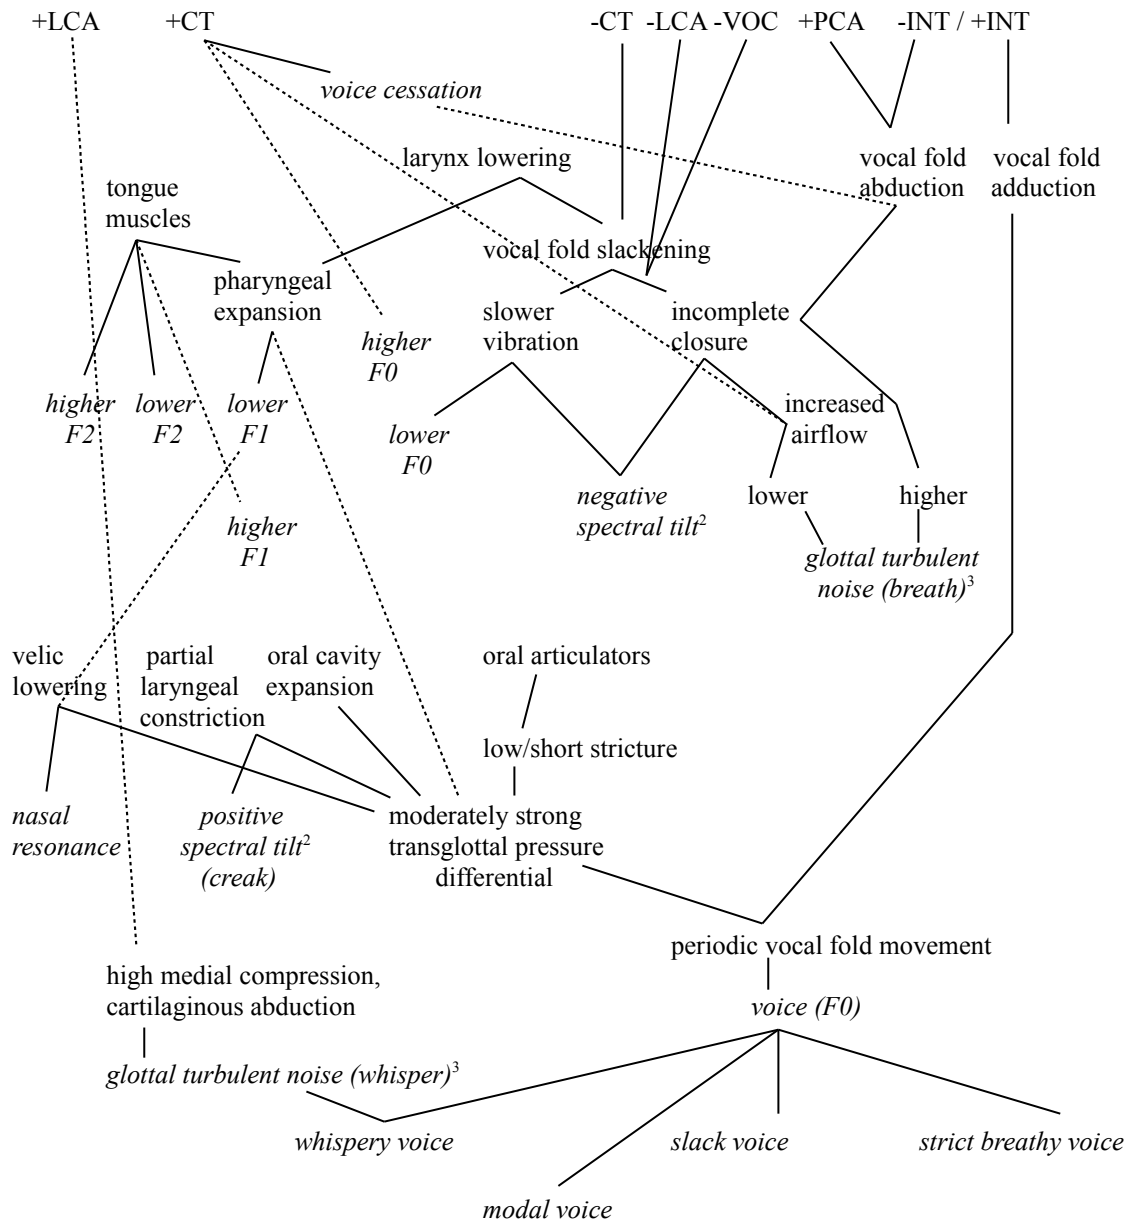 +LCA +CT -CT -LCA -VOC +PCA -INT / +INT
voice cessation
larynx lowering
vocal fold
abduction
vocal fold
adduction
tongue
muscles
vocal fold slackening
pharyngeal
expansion
slower
vibration
incomplete
closure
higher
F0
higher
F2
lower
F2
lower
F1
increased
airflow
lower
F0
negative
spectral tilt²
lower
higher
higher
F1
glottal turbulent
noise (breath)³
velic
lowering
partial
laryngeal
constriction
oral cavity
expansion
oral articulators
low/short stricture
nasal
resonance
positive
spectral tilt²
(creak)
moderately strong
transglottal pressure
differential
periodic vocal fold movement
high medial compression,
cartilaginous abduction
voice (F0)
glottal turbulent noise (whisper)³
whispery voice
slack voice
strict breathy voice
modal voice